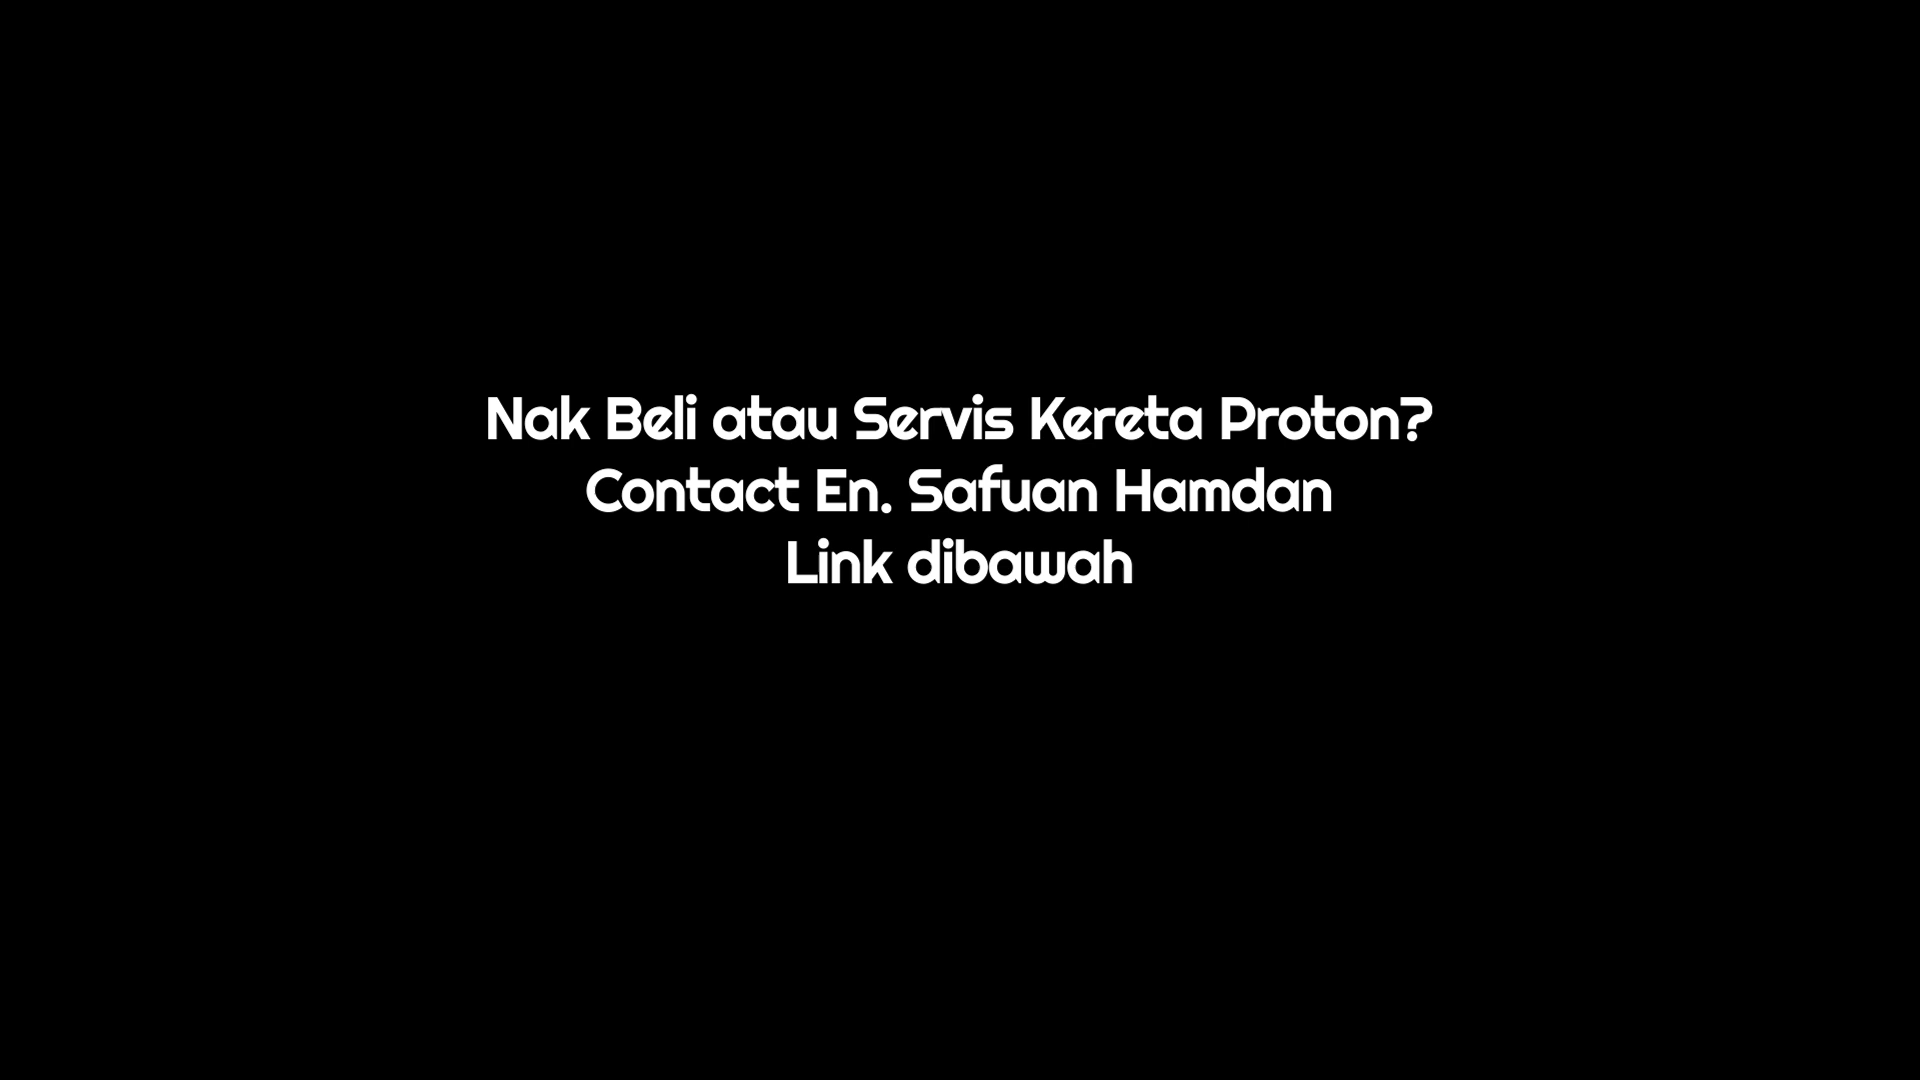 Nak Beli atau Servis Kereta Proton?
Contact En. Safuan Hamdan
Link dibawah